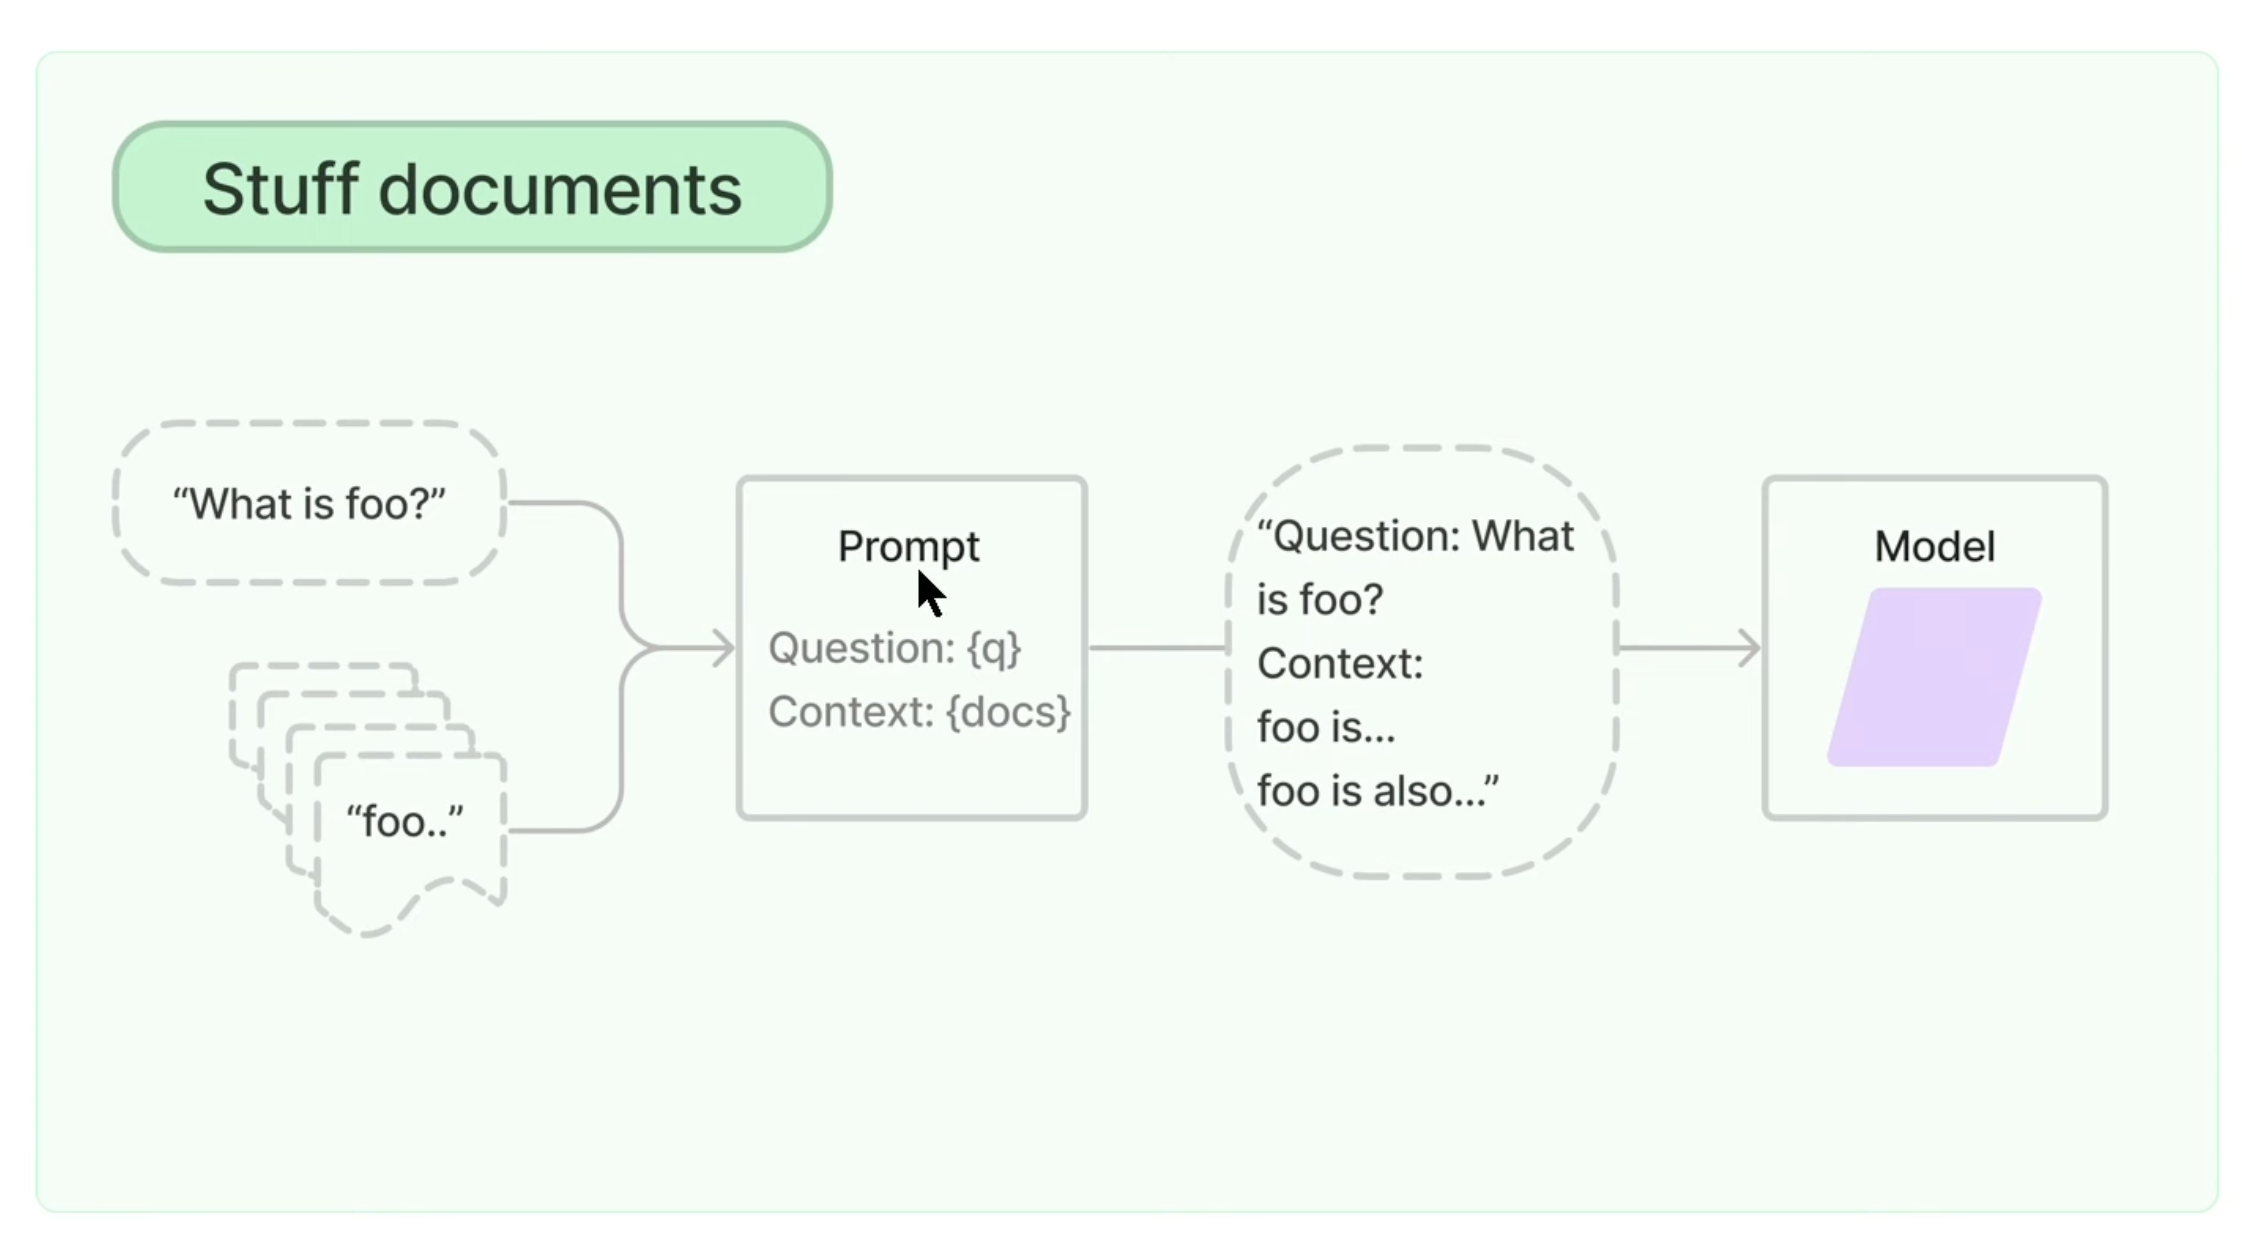 Stuff documents
“What is foo?”
“foo..”
Prompt
Question: {q}
Context: {docs}
“Question: What
is foo?
Context:
foo is...
foo is also...”
Model